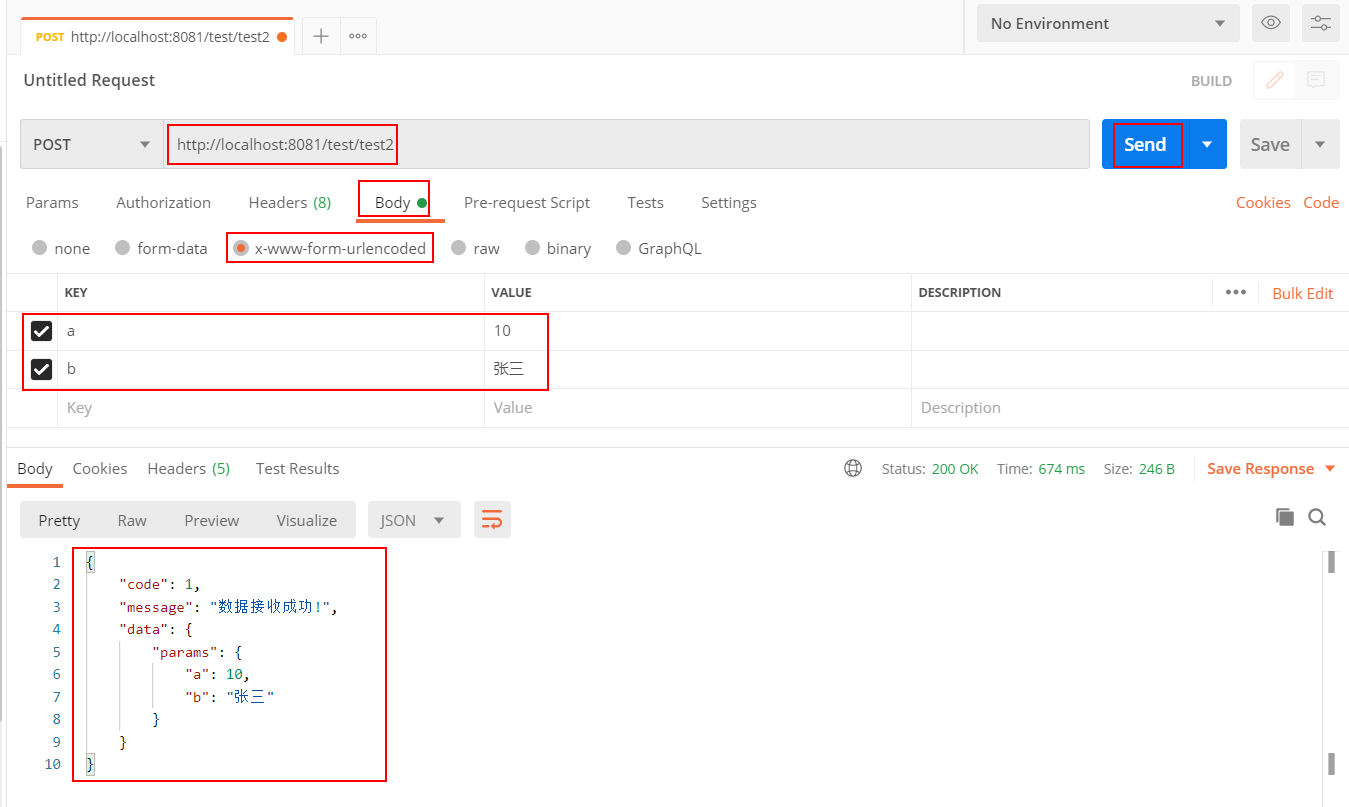 POST http://localhost:8081/test/test2
No Environment
Untitled Request
BUILD
POST http://localhost:8081/test/test2 Send Save
Params Authorization Headers (8) Body Pre-request Script Tests Settings Cookies Code
none form-data x-www-form-urlencoded raw binary GraphQL
KEY VALUE DESCRIPTION Bulk Edit
a 10
b 张三
Key Value Description
Body Cookies Headers (5) Test Results Status: 200 OK Time: 674 ms Size: 246 B Save Response
Pretty Raw Preview Visualize JSON
1 {
2 "code": 1,
3 "message": "数据接收成功!",
4 "data": {
5 "params": {
6 "a": 10,
7 "b": "张三"
8 }
9 }
10 }